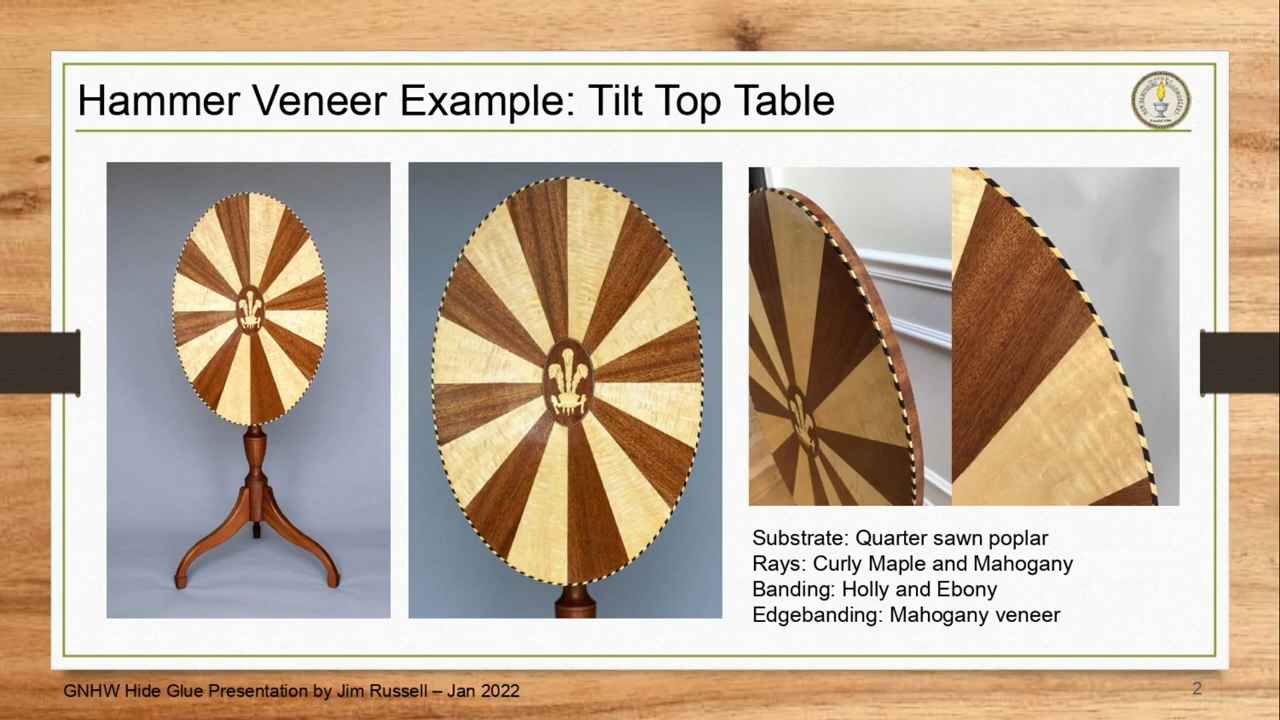 Hammer Veneer Example: Tilt Top Table
Substrate: Quarter sawn poplar
Rays: Curly Maple and Mahogany
Banding: Holly and Ebony
Edgebanding: Mahogany veneer
GNHW Hide Glue Presentation by Jim Russell – Jan 2022
2